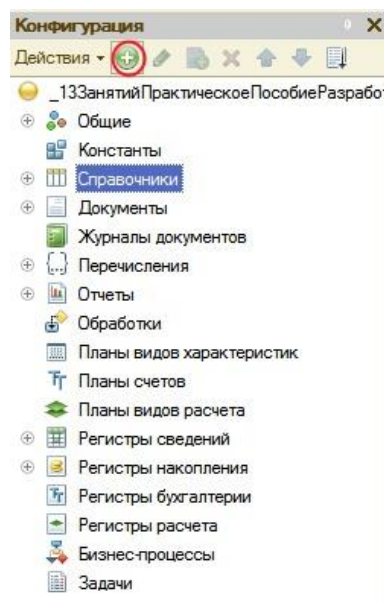 Конфигурация
Действия
_13ЗанятийПрактическоеПособиеРазрабо
Общие
Константы
Справочники
Документы
Журналы документов
Перечисления
Отчеты
Обработки
Планы видов характеристик
Планы счетов
Планы видов расчета
Регистры сведений
Регистры накопления
Регистры бухгалтерии
Регистры расчета
Бизнес-процессы
Задачи